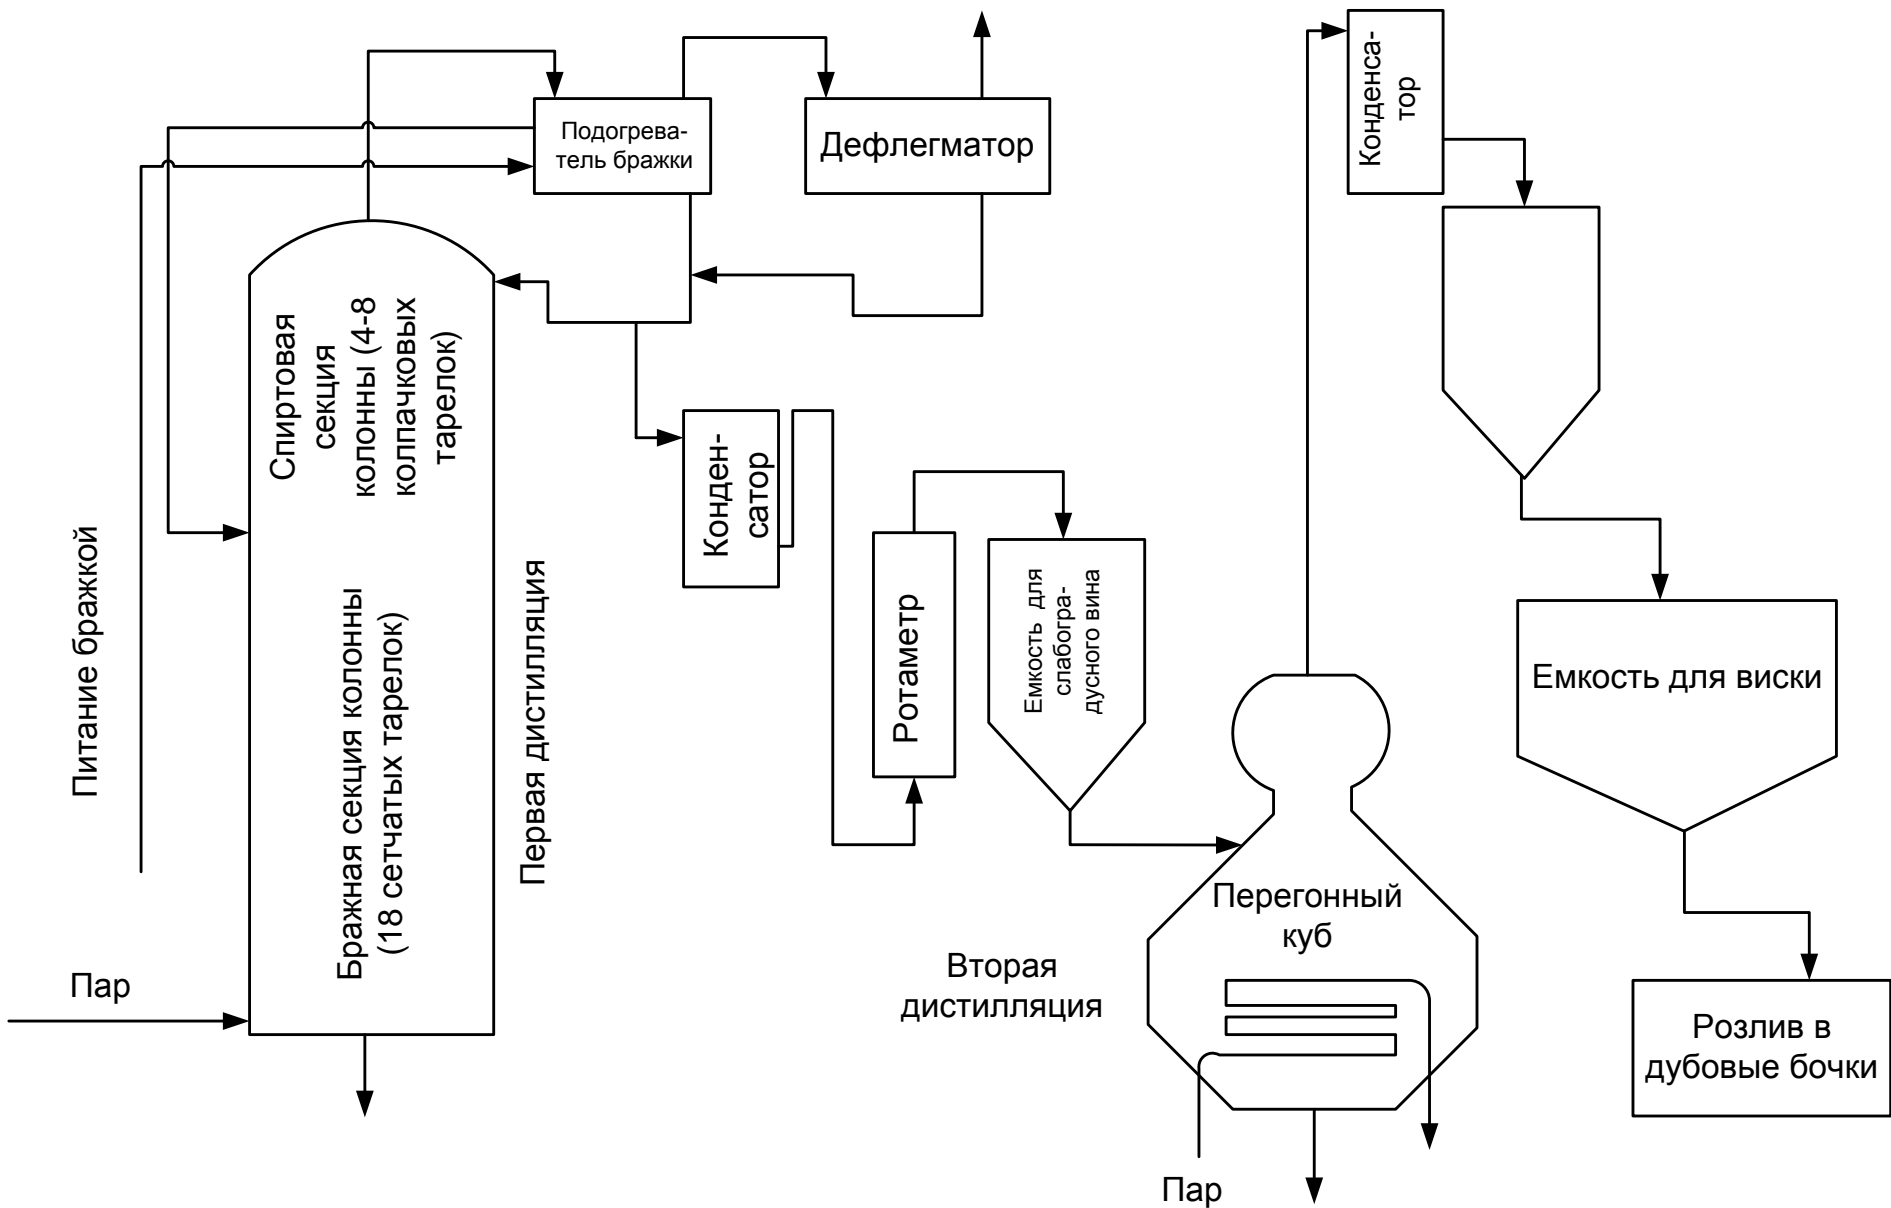 Подогрева-
тель бражки
Дефлегматор
Конденса-
тор
Спиртовая
секция
колонны (4-8
колпачковых
тарелок)
Бражная секция колонны
(18 сетчатых тарелок)
Питание бражкой
Первая дистилляция
Пар
Конден-
сатор
Ротаметр
Емкость для
слабогра-
дусного вина
Перегонный
куб
Вторая
дистилляция
Пар
Емкость для виски
Розлив в
дубовые бочки